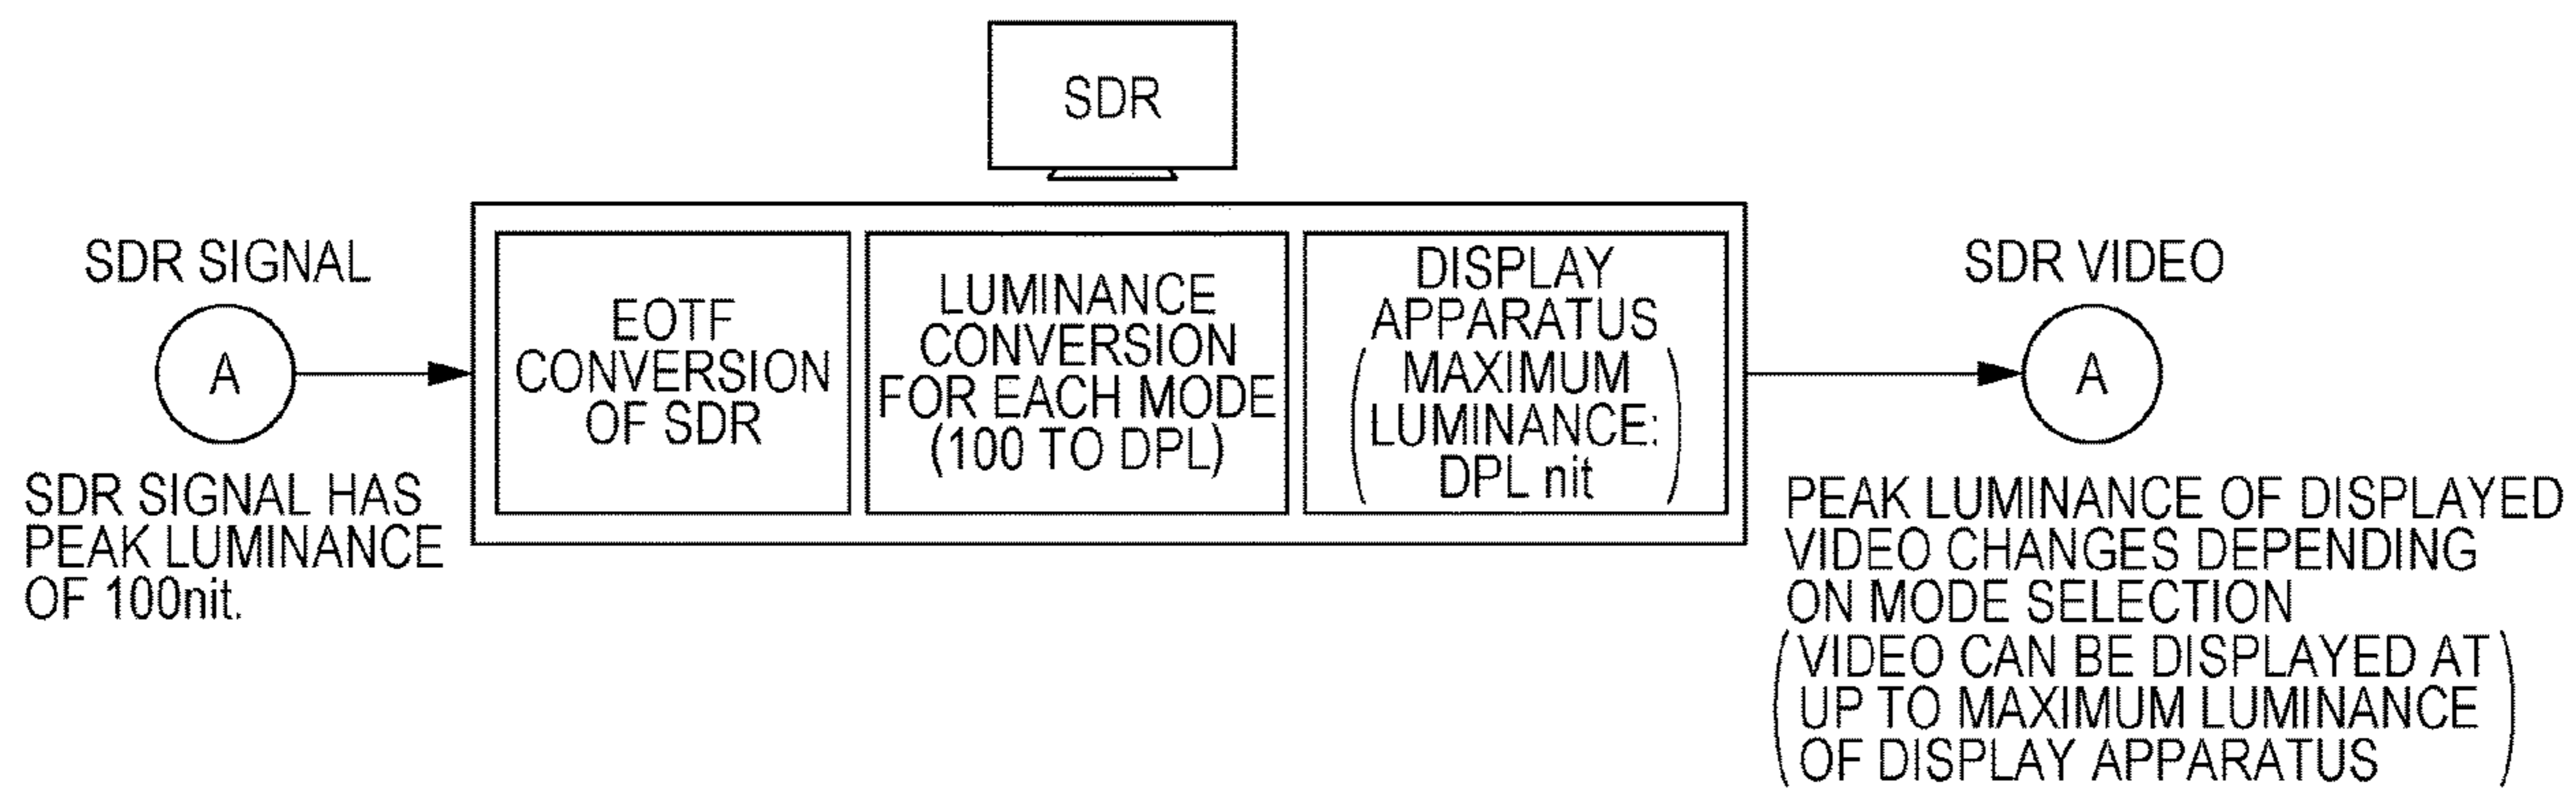 SDR
SDR SIGNAL
A
SDR SIGNAL HAS
PEAK LUMINANCE
OF 100nit.
EOTF
CONVERSION
OF SDR
LUMINANCE
CONVERSION
FOR EACH MODE
(100 TO DPL)
DISPLAY
APPARATUS
(MAXIMUM
LUMINANCE:
DPL nit)
SDR VIDEO
A
PEAK LUMINANCE OF DISPLAYED
VIDEO CHANGES DEPENDING
ON MODE SELECTION
(VIDEO CAN BE DISPLAYED AT
UP TO MAXIMUM LUMINANCE
OF DISPLAY APPARATUS)